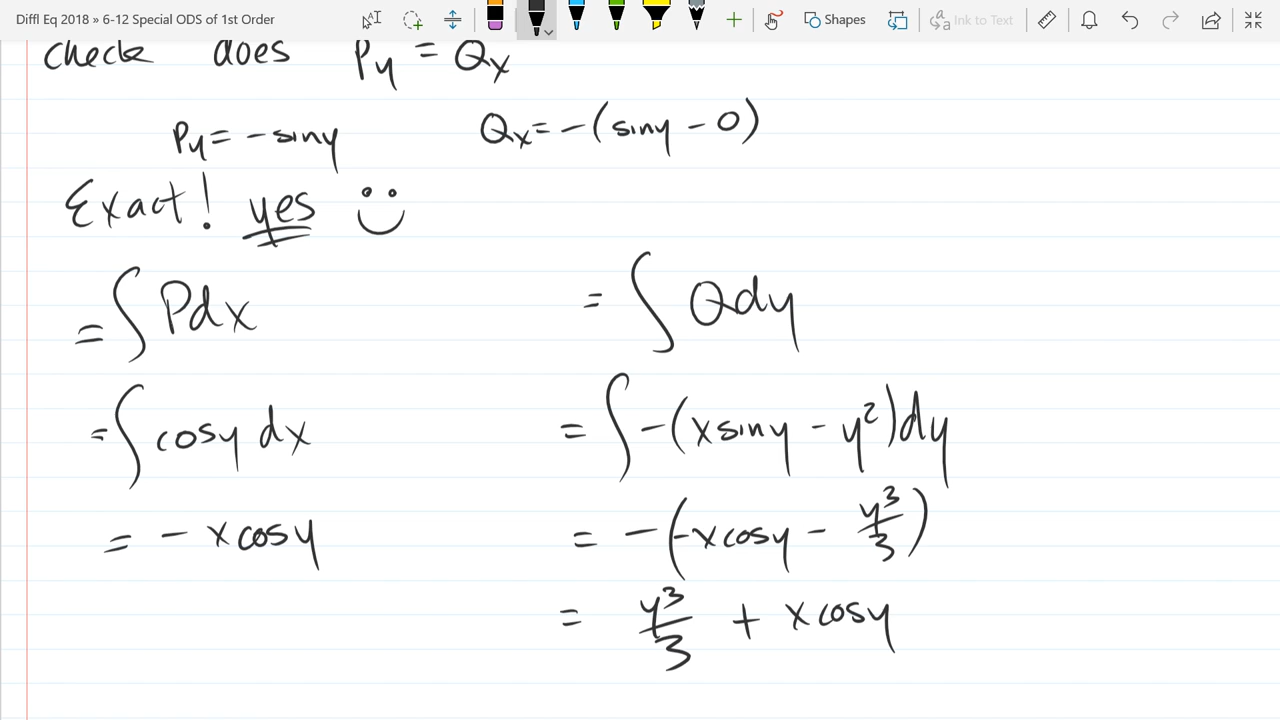 Diffl Eq 2018 » 6-12 Special ODS of 1st Order Shapes Ink to Text
check does Py = Qx
Py = -siny Qx = -(siny - 0)
Exact! yes
= ∫ Pdx = ∫ Qdy
= ∫ cosy dx = ∫ -(xsiny - y²)dy
= - xcosy = -(-xcosy - y³/3)
= y³/3 + xcosy